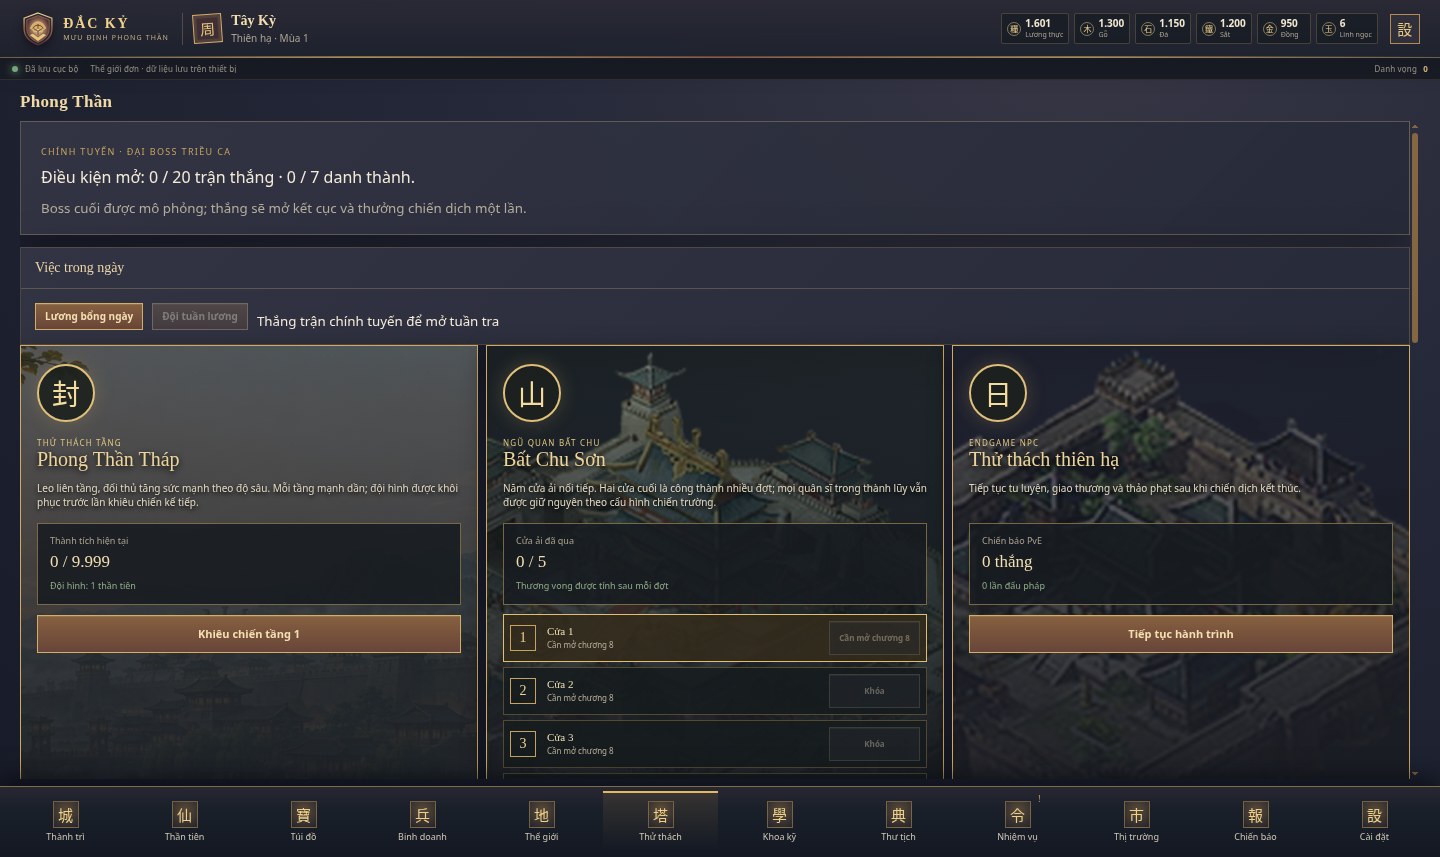 ĐẮC KỶ
MƯU ĐỊNH PHONG THẦN
周
Tây Kỳ
Thiên hạ · Mùa 1
糧 1.601 Lương thực
木 1.300 Gỗ
石 1.150 Đá
鐵 1.200 Sắt
金 950 Đồng
玉 6 Linh ngọc
設
Đã lưu cục bộ
Thế giới đơn · dữ liệu lưu trên thiết bị
Danh vọng 0
Phong Thần
CHÍNH TUYẾN · ĐẠI BOSS TRIỀU CA
Điều kiện mở: 0 / 20 trận thắng · 0 / 7 danh thành.
Boss cuối được mô phỏng; thắng sẽ mở kết cục và thưởng chiến dịch một lần.
Việc trong ngày
Lương bổng ngày
Đội tuần lương
Thắng trận chính tuyến để mở tuần tra
封
THỬ THÁCH TẦNG
Phong Thần Tháp
Leo liên tầng, đối thủ tăng sức mạnh theo độ sâu. Mỗi tầng mạnh dần; đội hình được khôi
phục trước lần khiêu chiến kế tiếp.
Thành tích hiện tại
0 / 9.999
Đội hình: 1 thần tiên
Khiêu chiến tầng 1
山
NGŨ QUAN BẤT CHU
Bất Chu Sơn
Năm cửa ải nối tiếp. Hai cửa cuối là công thành nhiều đợt; mọi quân sĩ trong thành lũy vẫn
được giữ nguyên theo cấu hình chiến trường.
Cửa ải đã qua
0 / 5
Thương vong được tính sau mỗi đợt
1
Cửa 1
Cần mở chương 8
Cần mở chương 8
2
Cửa 2
Cần mở chương 8
Khóa
3
Cửa 3
Cần mở chương 8
Khóa
日
ENDGAME NPC
Thử thách thiên hạ
Tiếp tục tu luyện, giao thương và thảo phạt sau khi chiến dịch kết thúc.
Chiến báo PvE
0 thắng
0 lần đấu pháp
Tiếp tục hành trình
城 Thành trì
仙 Thần tiên
寶 Túi đồ
兵 Binh doanh
地 Thế giới
塔 Thử thách
學 Khoa kỹ
典 Thư tịch
令 Nhiệm vụ !
市 Thị trường
報 Chiến báo
設 Cài đặt